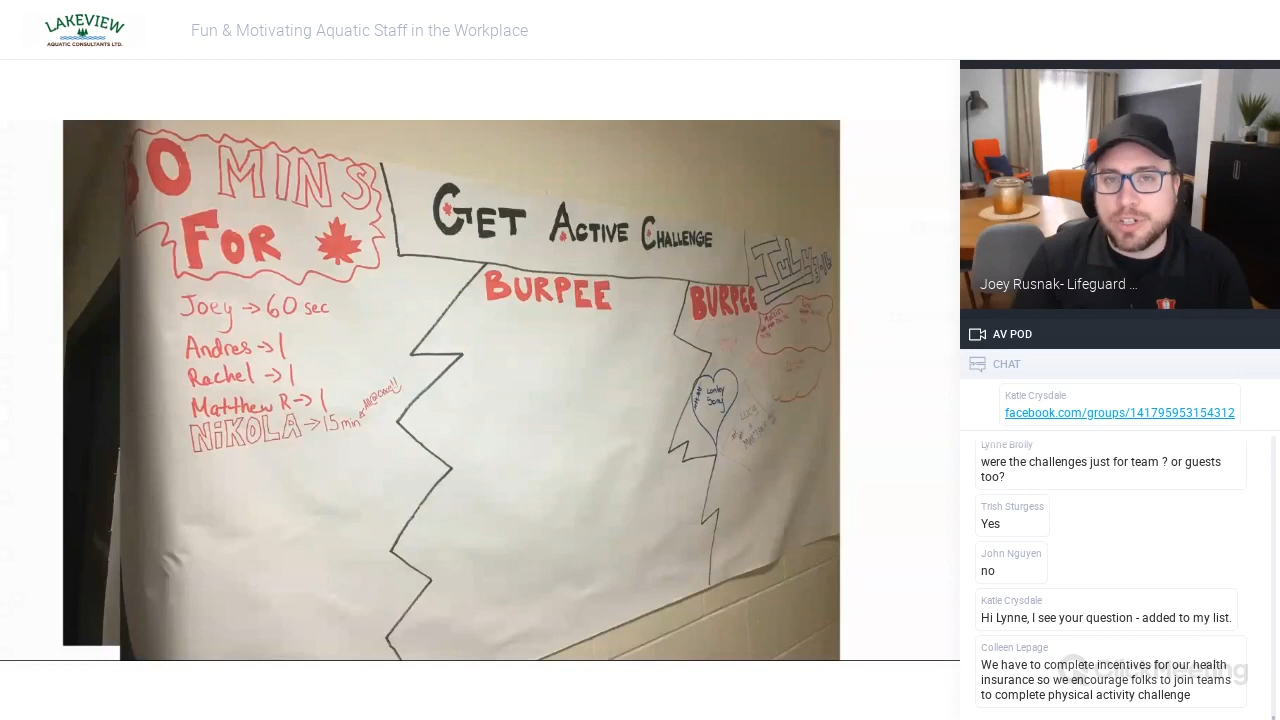 LAKEVIEW
AQUATIC CONSULTANTS LTD.
Fun & Motivating Aquatic Staff in the Workplace
0 MINS
FOR
GET ACTIVE CHALLENGE
JULY
BURPEE
BURPEE
Joey → 60 sec
Andres → 1
Rachel → 1
Matthew R → 1
NIKOLA → 15 min
Joey Rusnak- Lifeguard ...
AV POD
CHAT
Katie Crysdale
facebook.com/groups/141795953154312
Lynne Brolly
were the challenges just for team ? or guests
too?
Trish Sturgess
Yes
John Nguyen
no
Katie Crysdale
Hi Lynne, I see your question - added to my list.
Colleen Lepage
We have to complete incentives for our health
insurance so we encourage folks to join teams
to complete physical activity challenge
ClickMeeting